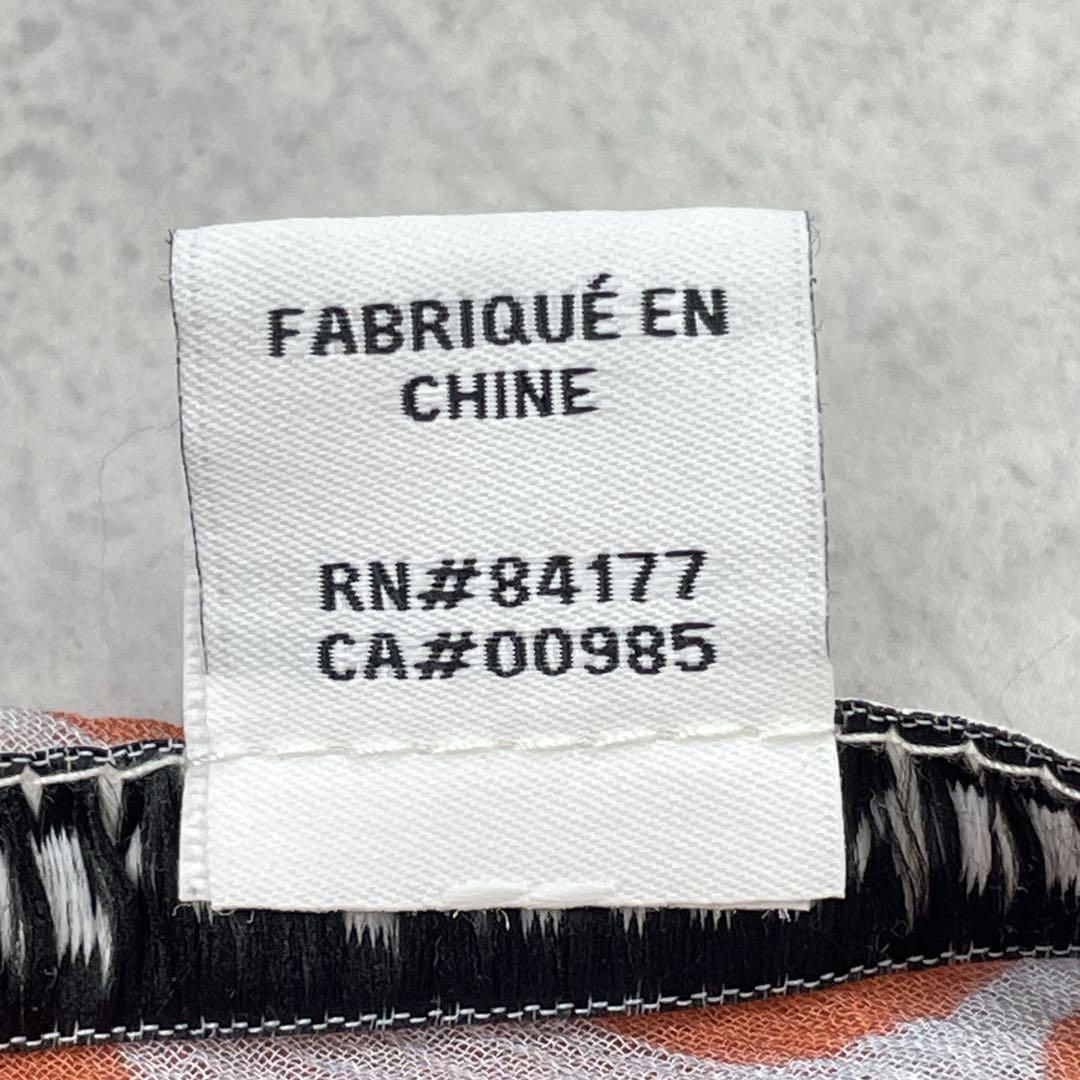 FABRIQUÉ EN
CHINE
RN#84177
CA#00985